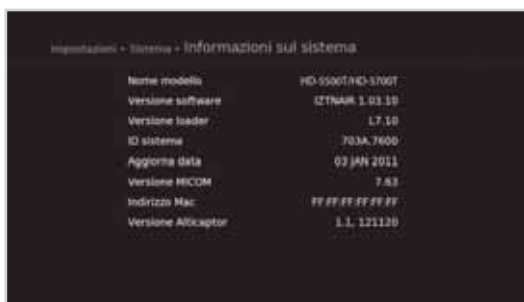 Impostazioni • Sistema • Informazioni sul sistema
Nome modello HD-5500T/HD-5700T
Versione software IZTNAIR 1.03.10
Versione loader L7.10
ID sistema 703A.7600
Aggiorna data 03 JAN 2011
Versione MICOM 7.63
Indirizzo Mac FF:FF:FF:FF:FF:FF
Versione Alticaptor 1.1, 121120